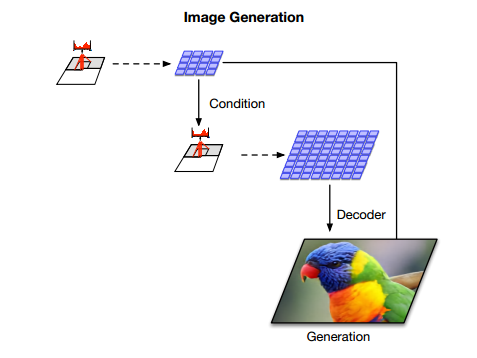 Image Generation
Condition
Decoder
Generation